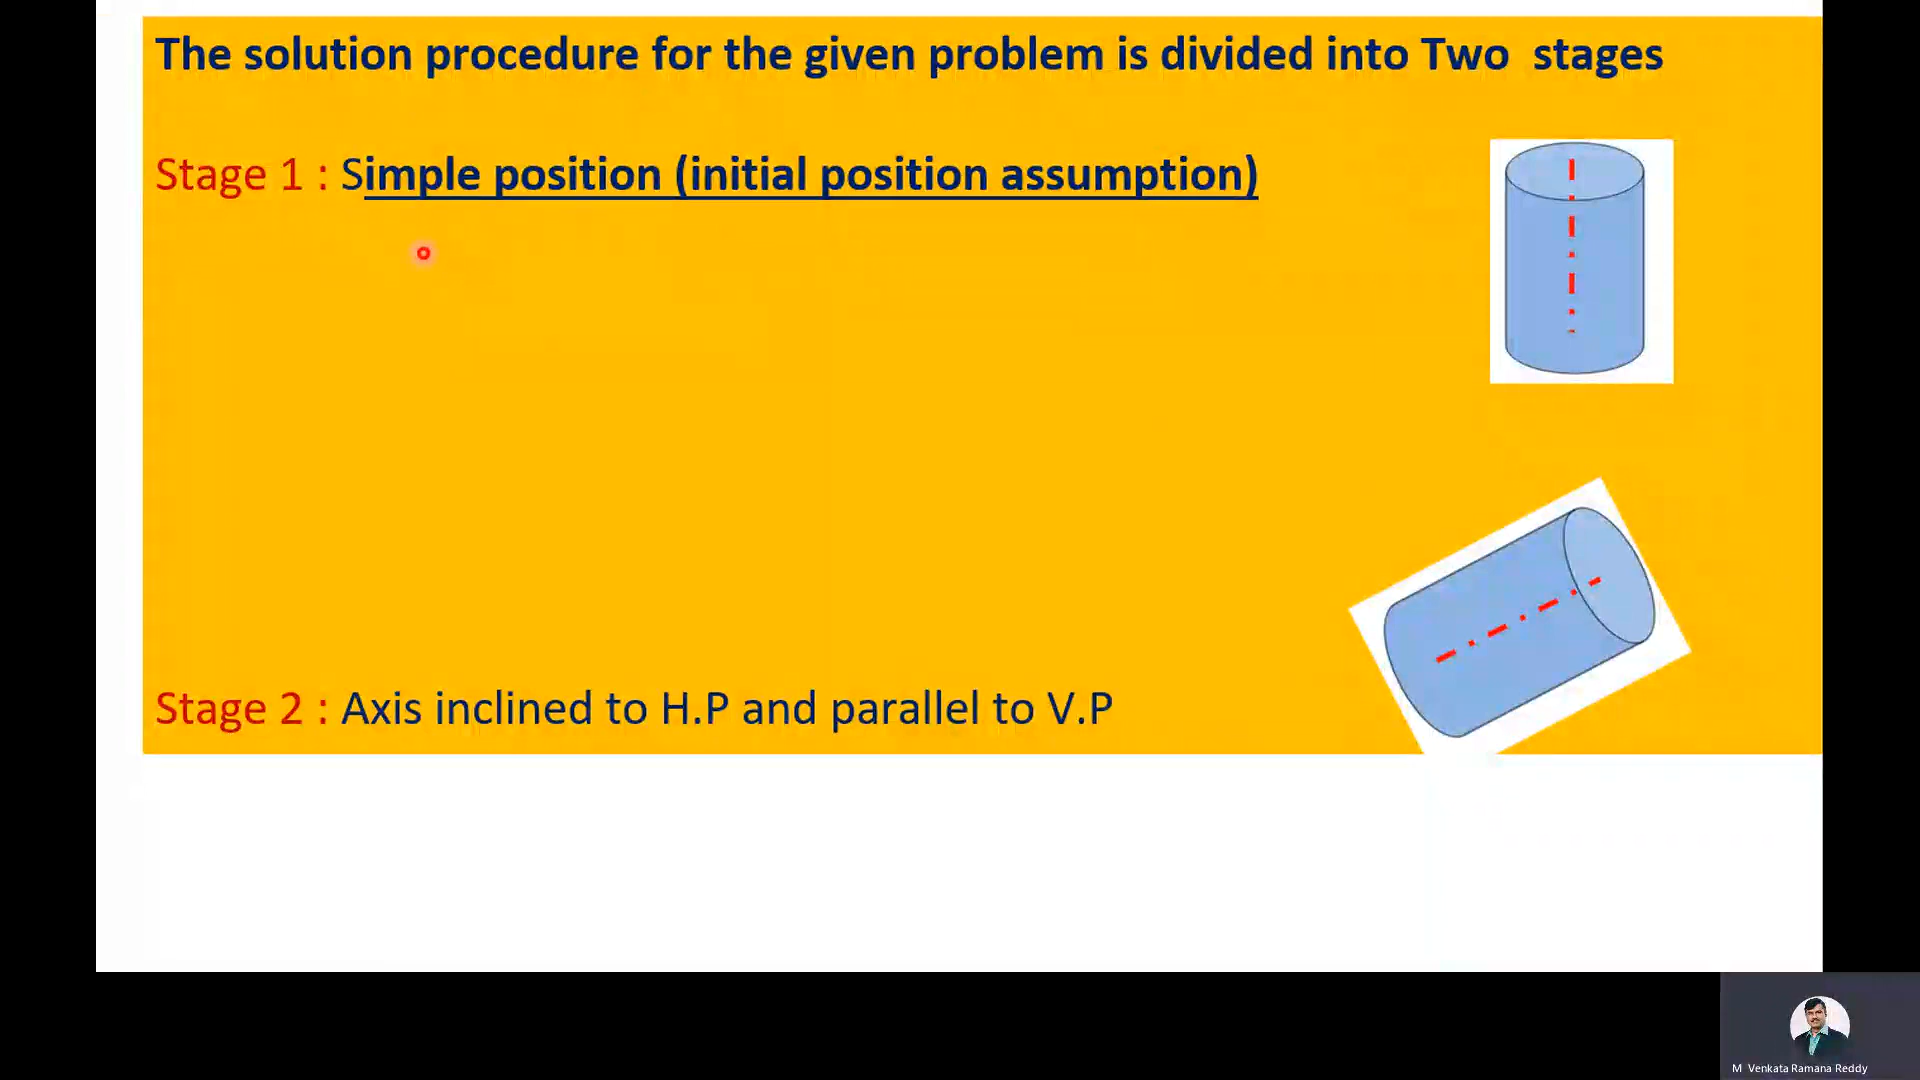 The solution procedure for the given problem is divided into Two stages
Stage 1 : Simple position (initial position assumption)
Stage 2 : Axis inclined to H.P and parallel to V.P
M Venkata Ramana Reddy